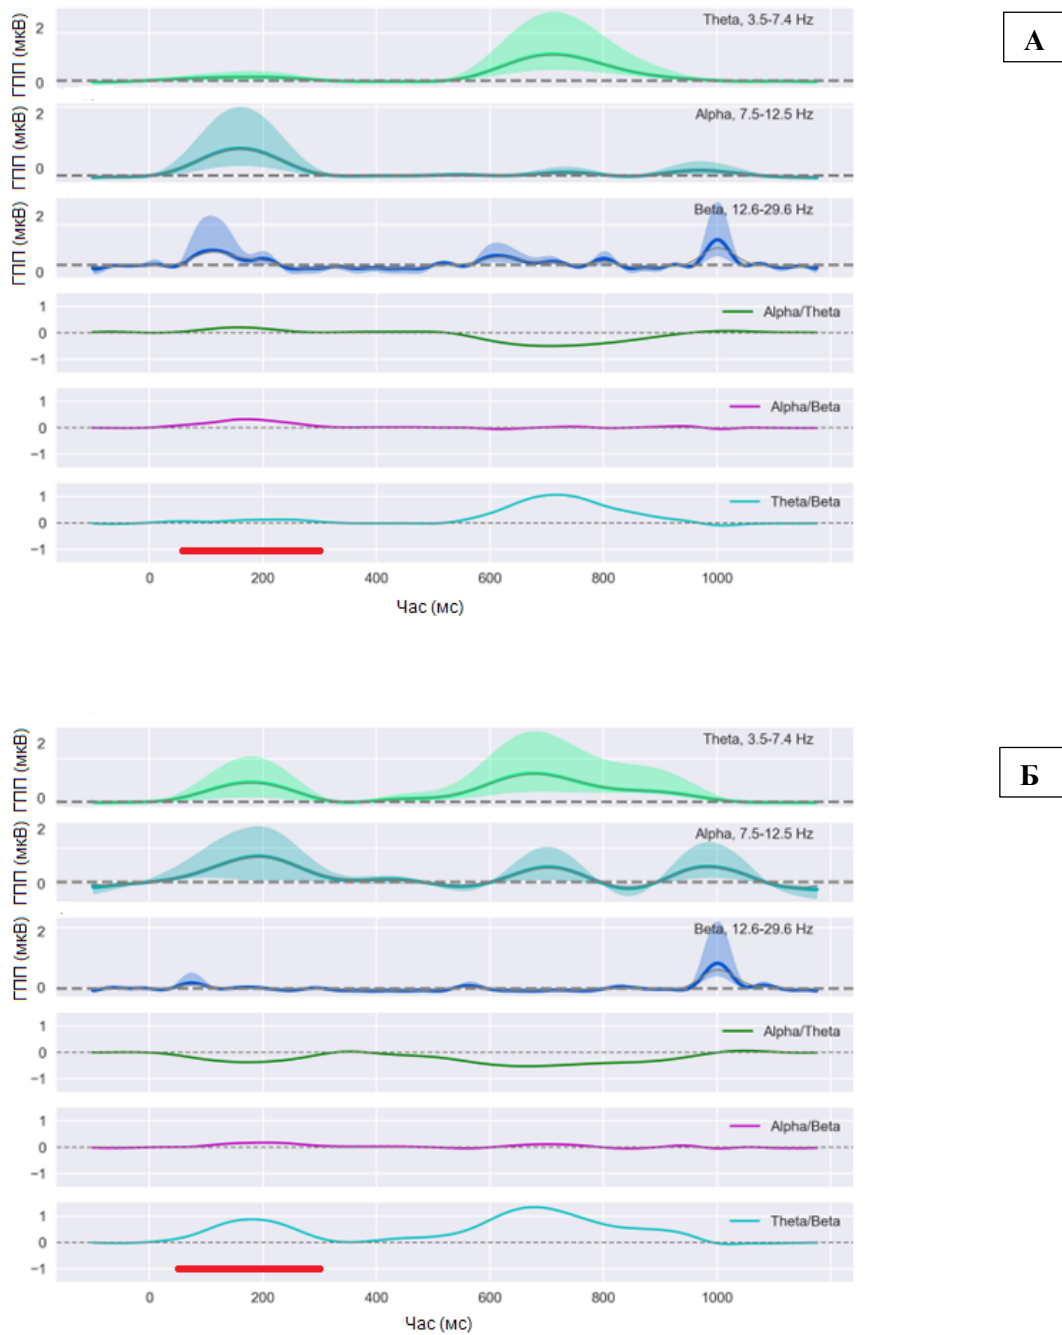 Theta, 3.5-7.4 Hz
А
ГПП (мкВ)
2
0
Alpha, 7.5-12.5 Hz
ГПП (мкВ)
2
0
Beta, 12.6-29.6 Hz
ГПП (мкВ)
2
0
Alpha/Theta
1
0
−1
Alpha/Beta
1
0
−1
Theta/Beta
1
0
−1
0 200 400 600 800 1000
Час (мс)
Theta, 3.5-7.4 Hz
Б
ГПП (мкВ)
2
0
Alpha, 7.5-12.5 Hz
ГПП (мкВ)
2
0
Beta, 12.6-29.6 Hz
ГПП (мкВ)
2
0
Alpha/Theta
1
0
−1
Alpha/Beta
1
0
−1
Theta/Beta
1
0
−1
0 200 400 600 800 1000
Час (мс)